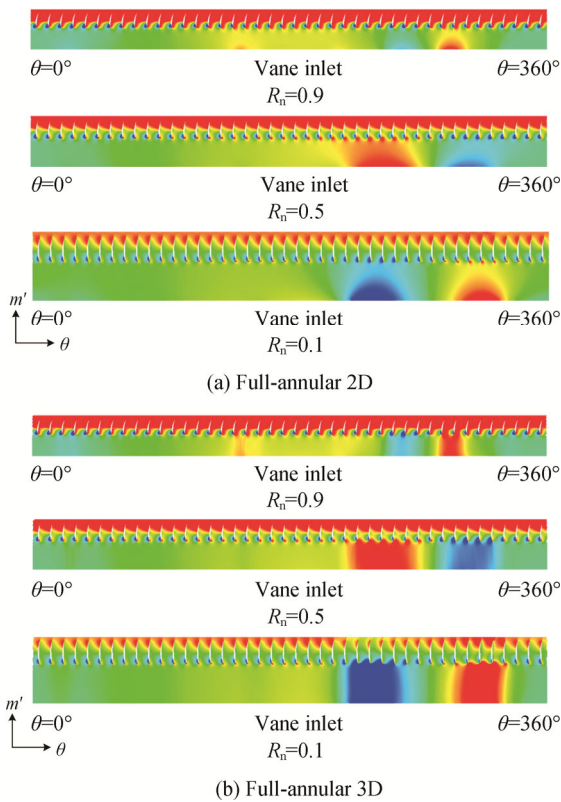 θ=0° Vane inlet θ=360°
Rn=0.9
θ=0° Vane inlet θ=360°
Rn=0.5
m′
θ=0° Vane inlet θ=360°
θ Rn=0.1
(a) Full-annular 2D
θ=0° Vane inlet θ=360°
Rn=0.9
θ=0° Vane inlet θ=360°
Rn=0.5
m′
θ=0° Vane inlet θ=360°
θ Rn=0.1
(b) Full-annular 3D